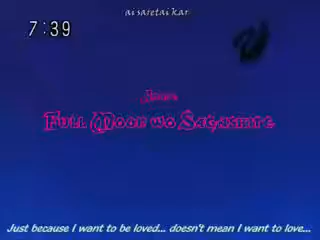 ai saretai kara
7:39
Full Moon wo Sagashite
Just because I want to be loved... doesn't mean I want to love...